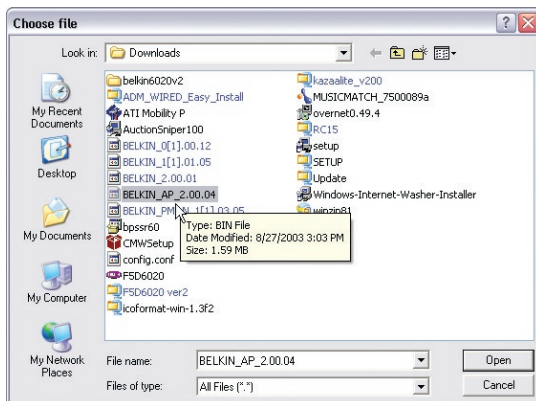 Choose file
Look in:
Downloads
My Recent Documents
Desktop
My Documents
My Computer
My Network Places
belkin6020v2
ADM_WIRED_Easy_Install
ATI Mobility P
AuctionSniper100
BELKIN_0[1].00.12
BELKIN_1[1].01.05
BELKIN_2.00.01
BELKIN_AP_2.00.04
bpssr60
CMWSetup
config.conf
F5D6020
F5D6020 ver2
icoformat-win-1.3f2
kazaalite_v200
MUSICMATCH_7500089a
overnet0.49.4
RC15
setup
SETUP
Update
Windows-Internet-Washer-Installer
winzip81
Type: BIN File
Date Modified: 8/27/2003 3:03 PM
Size: 1.59 MB
File name:
BELKIN_AP_2.00.04
Open
Files of type:
All Files (*.*)
Cancel